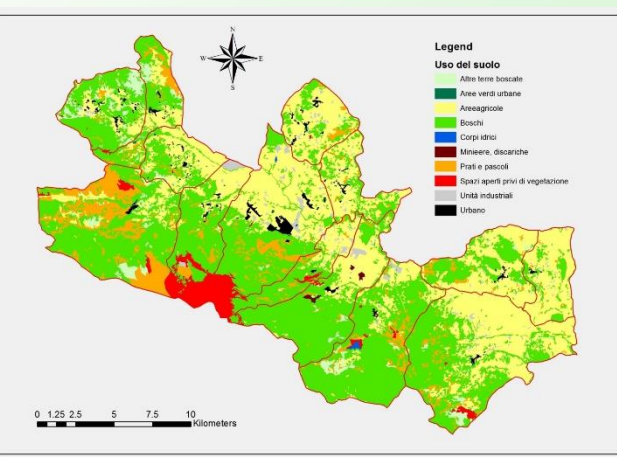 N
W
E
S
Legend
Uso del suolo
Altre terre boscate
Aree verdi urbane
Areeagricole
Boschi
Corpi idrici
Minieere, discariche
Prati e pascoli
Spazi aperti privi di vegetazione
Unità industriali
Urbano
0 1.25 2.5 5 7.5 10
Kilometers